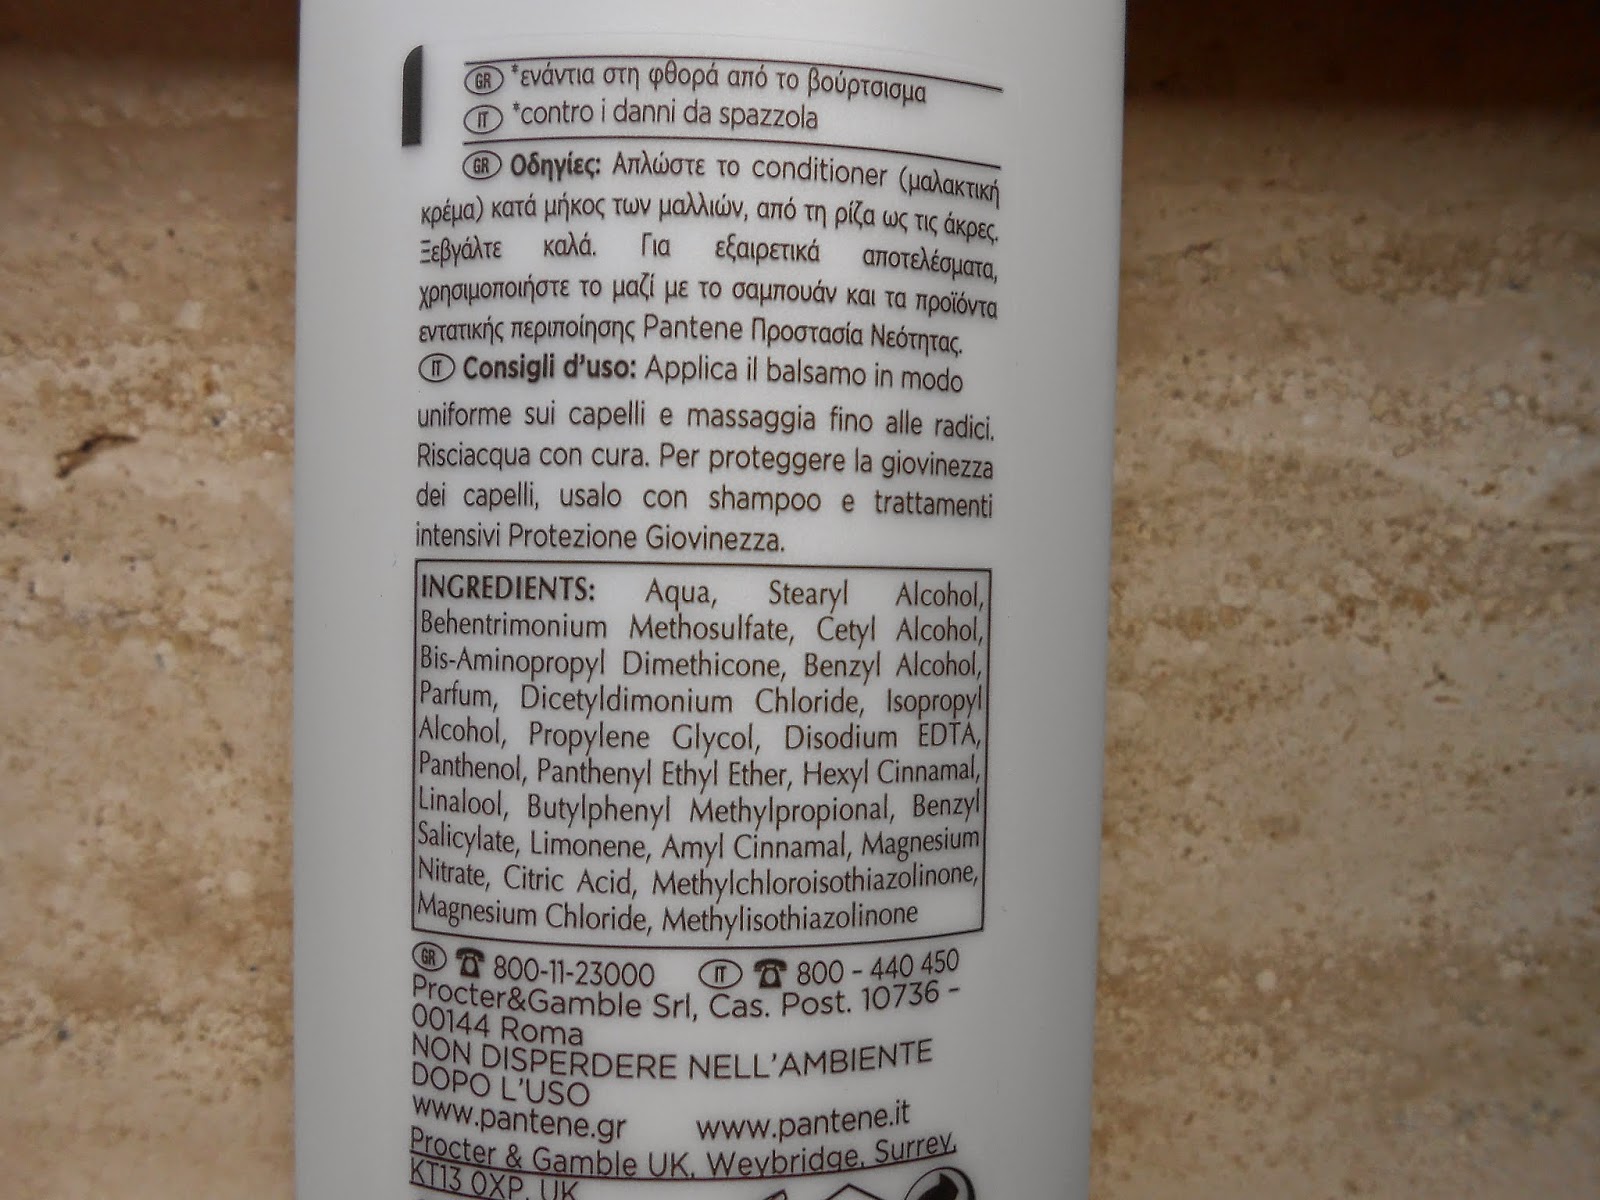 GR *ενάντια στη φθορά από το βούρτσισμα
IT *contro i danni da spazzola
GR Οδηγίες: Απλώστε το conditioner (μαλακτική
κρέμα) κατά μήκος των μαλλιών, από τη ρίζα ως τις άκρες.
Ξεβγάλτε καλά. Για εξαιρετικά αποτελέσματα,
χρησιμοποιήστε το μαζί με το σαμπουάν και τα προϊόντα
εντατικής περιποίησης Pantene Προστασία Νεότητας.
IT Consigli d'uso: Applica il balsamo in modo
uniforme sui capelli e massaggia fino alle radici.
Risciacqua con cura. Per proteggere la giovinezza
dei capelli, usalo con shampoo e trattamenti
intensivi Protezione Giovinezza.
INGREDIENTS: Aqua, Stearyl Alcohol,
Behentrimonium Methosulfate, Cetyl Alcohol,
Bis-Aminopropyl Dimethicone, Benzyl Alcohol,
Parfum, Dicetyldimonium Chloride, Isopropyl
Alcohol, Propylene Glycol, Disodium EDTA,
Panthenol, Panthenyl Ethyl Ether, Hexyl Cinnamal,
Linalool, Butylphenyl Methylpropional, Benzyl
Salicylate, Limonene, Amyl Cinnamal, Magnesium
Nitrate, Citric Acid, Methylchloroisothiazolinone,
Magnesium Chloride, Methylisothiazolinone
GR ☎ 800-11-23000 IT ☎ 800 - 440 450
Procter&Gamble Srl, Cas. Post. 10736 -
00144 Roma
NON DISPERDERE NELL'AMBIENTE
DOPO L'USO
www.pantene.gr www.pantene.it
Procter & Gamble UK, Weybridge, Surrey,
KT13 0XP, UK